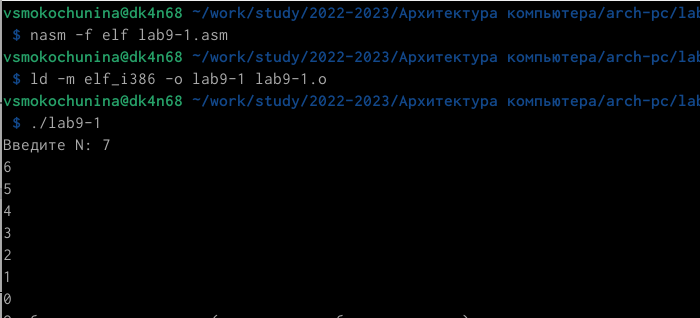 vsmokochunina@dk4n68 ~/work/study/2022-2023/Архитектура компьютера/arch-pc/lab
$ nasm -f elf lab9-1.asm
vsmokochunina@dk4n68 ~/work/study/2022-2023/Архитектура компьютера/arch-pc/lab
$ ld -m elf_i386 -o lab9-1 lab9-1.o
vsmokochunina@dk4n68 ~/work/study/2022-2023/Архитектура компьютера/arch-pc/lab
$ ./lab9-1
Введите N: 7
6
5
4
3
2
1
0